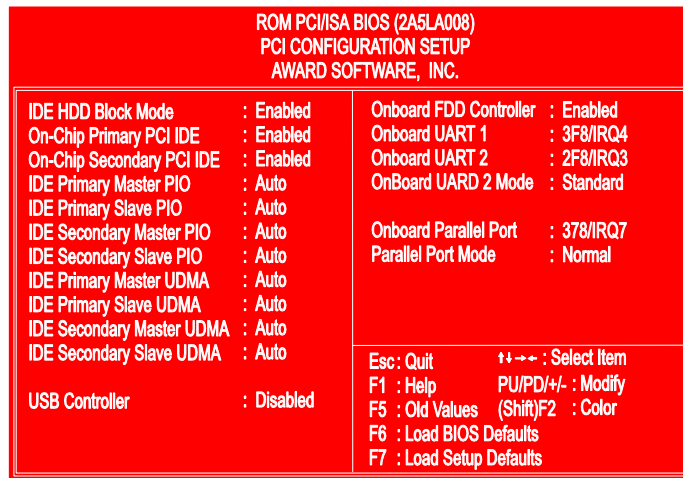 ROM PCI/ISA BIOS (2A5LA008)
PCI CONFIGURATION SETUP
AWARD SOFTWARE, INC.
IDE HDD Block Mode : Enabled
On-Chip Primary PCI IDE : Enabled
On-Chip Secondary PCI IDE : Enabled
IDE Primary Master PIO : Auto
IDE Primary Slave PIO : Auto
IDE Secondary Master PIO : Auto
IDE Secondary Slave PIO : Auto
IDE Primary Master UDMA : Auto
IDE Primary Slave UDMA : Auto
IDE Secondary Master UDMA : Auto
IDE Secondary Slave UDMA : Auto
USB Controller : Disabled
Onboard FDD Controller : Enabled
Onboard UART 1 : 3F8/IRQ4
Onboard UART 2 : 2F8/IRQ3
OnBoard UARD 2 Mode : Standard
Onboard Parallel Port : 378/IRQ7
Parallel Port Mode : Normal
Esc : Quit ↑↓→← : Select Item
F1 : Help PU/PD/+/- : Modify
F5 : Old Values (Shift)F2 : Color
F6 : Load BIOS Defaults
F7 : Load Setup Defaults